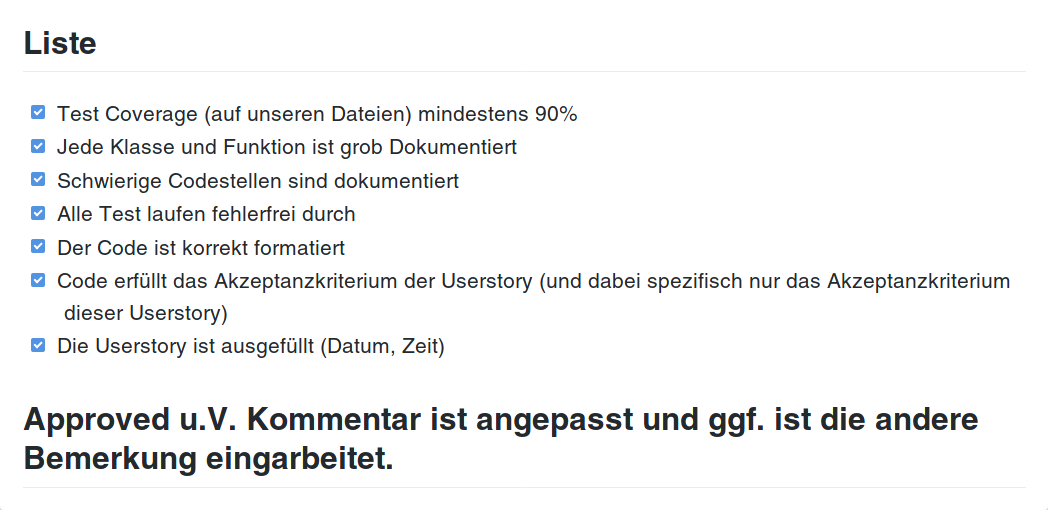 Liste
Test Coverage (auf unseren Dateien) mindestens 90%
Jede Klasse und Funktion ist grob Dokumentiert
Schwierige Codestellen sind dokumentiert
Alle Test laufen fehlerfrei durch
Der Code ist korrekt formatiert
Code erfüllt das Akzeptanzkriterium der Userstory (und dabei spezifisch nur das Akzeptanzkriterium
dieser Userstory)
Die Userstory ist ausgefüllt (Datum, Zeit)
Approved u.V. Kommentar ist angepasst und ggf. ist die andere
Bemerkung eingearbeitet.